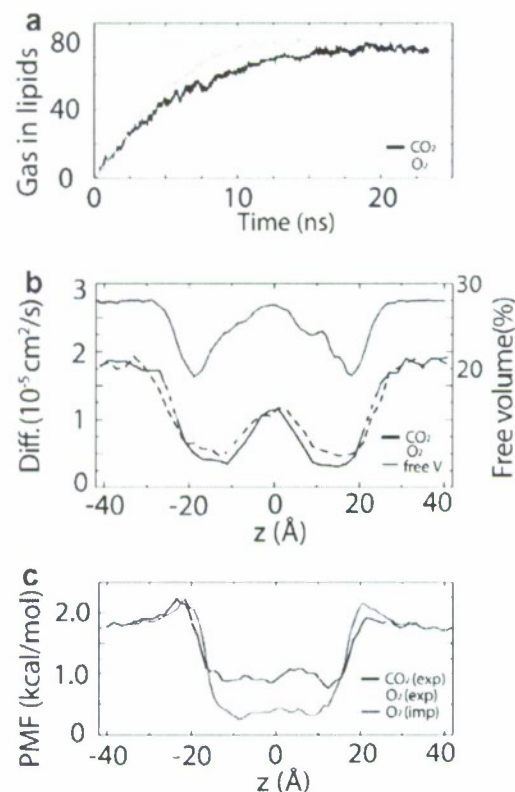 a
80
40
0
Gas in lipids
CO₂
O₂
0 10 20
Time (ns)
b
3
2
1
0
Diff. (10⁻⁵ cm²/s)
28
20
Free volume(%)
CO₂
O₂
free V
-40 -20 0 20 40
z (Å)
c
2.0
1.0
0
PMF (kcal/mol)
CO₂ (exp)
O₂ (exp)
O₂ (imp)
-40 -20 0 20 40
z (Å)